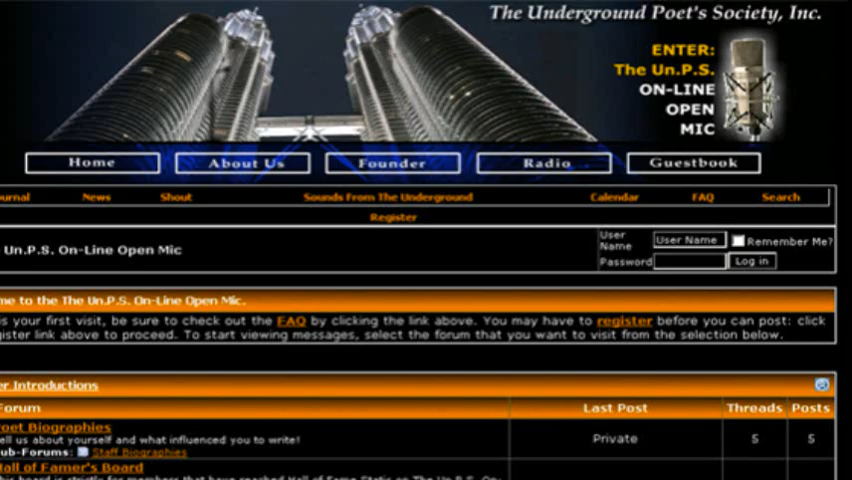 The Underground Poet's Society, Inc.
ENTER:
The Un.P.S.
ON-LINE
OPEN
MIC
Home About Us Founder Radio Guestbook
ournal News Shout Sounds From The Underground Calendar FAQ Search
Register
Un.P.S. On-Line Open Mic
User Name User Name Remember Me?
Password Log in
me to the The Un.P.S. On-Line Open Mic.
is your first visit, be sure to check out the FAQ by clicking the link above. You may have to register before you can post: click
gister link above to proceed. To start viewing messages, select the forum that you want to visit from the selection below.
er Introductions
Forum Last Post Threads Posts
Poet Biographies
ell us about yourself and what influenced you to write! Private 5 5
ub-Forums: Staff Biographies
Hall of Famer's Board